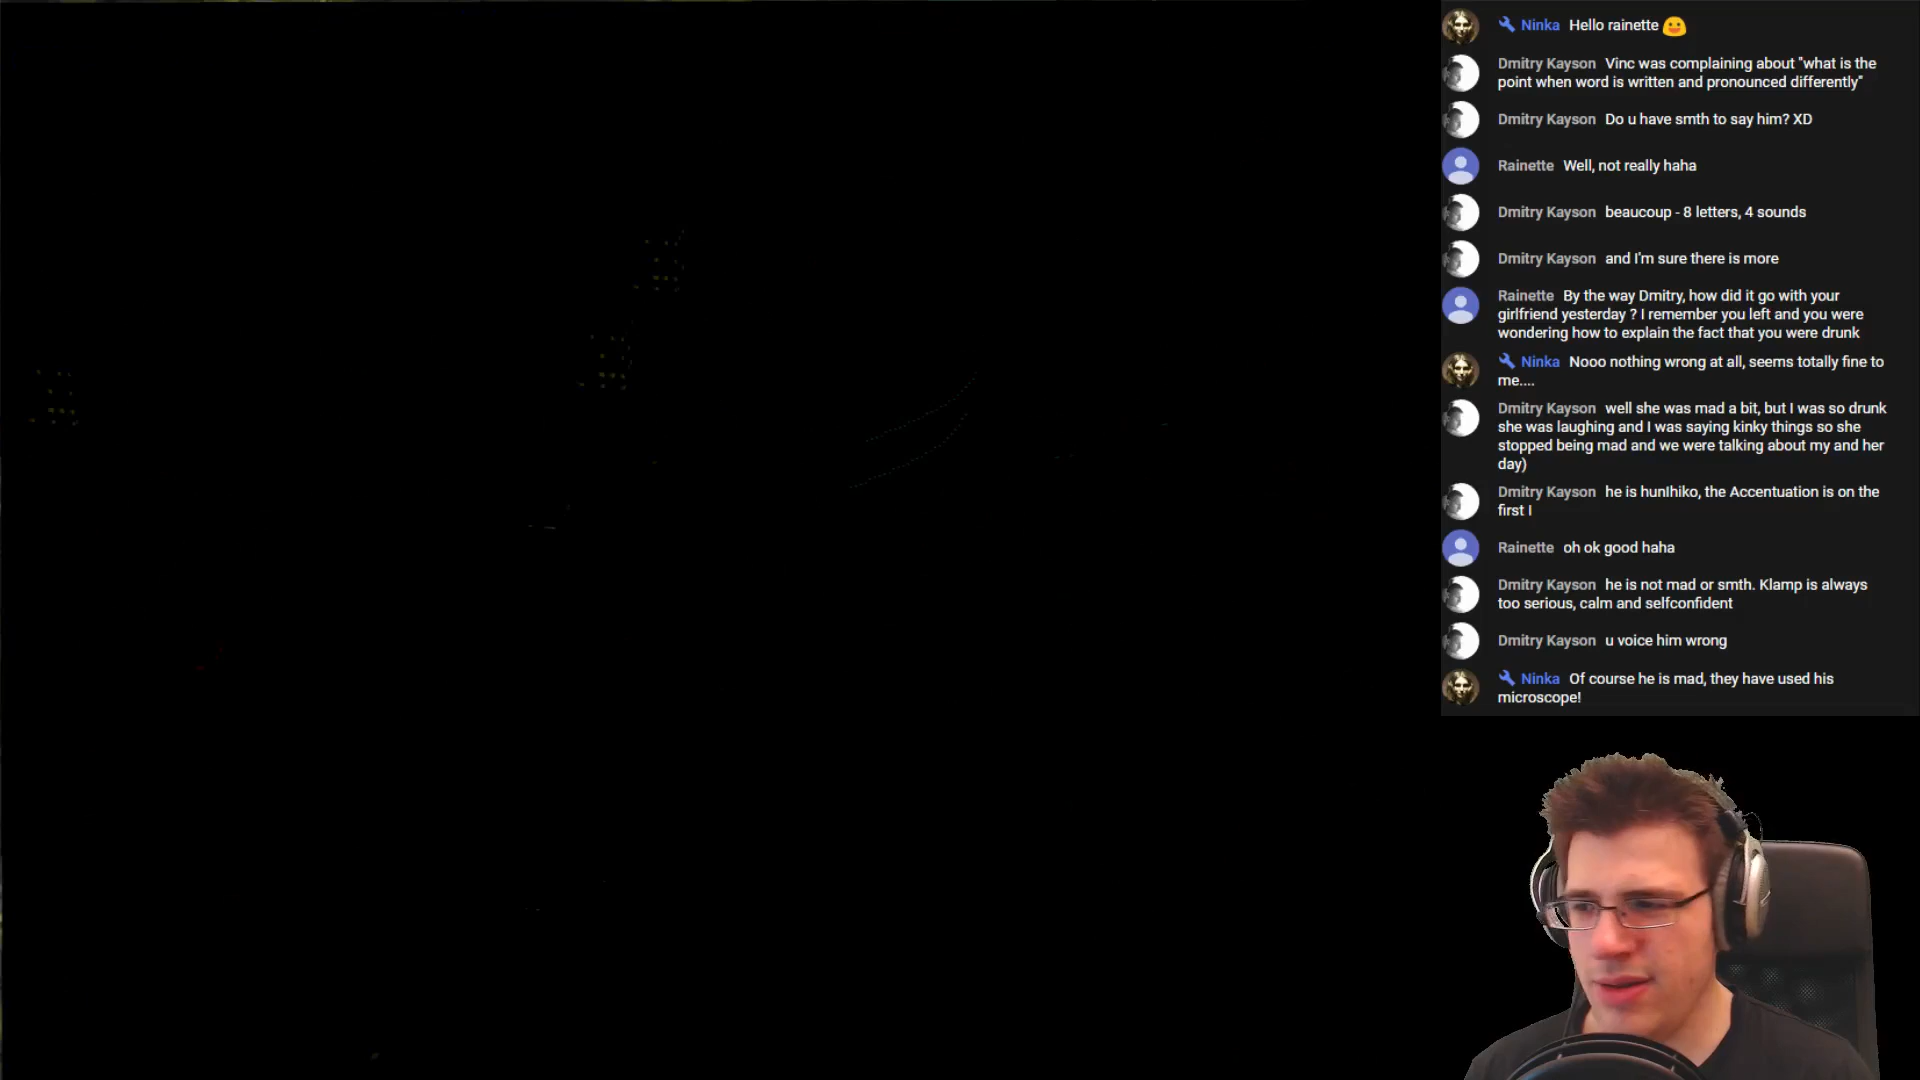 Ninka Hello rainette
Dmitry Kayson Vinc was complaining about "what is the
point when word is written and pronounced differently"
Dmitry Kayson Do u have smth to say him? XD
Rainette Well, not really haha
Dmitry Kayson beaucoup - 8 letters, 4 sounds
Dmitry Kayson and I'm sure there is more
Rainette By the way Dmitry, how did it go with your
girlfriend yesterday ? I remember you left and you were
wondering how to explain the fact that you were drunk
Ninka Nooo nothing wrong at all, seems totally fine to
me....
Dmitry Kayson well she was mad a bit, but I was so drunk
she was laughing and I was saying kinky things so she
stopped being mad and we were talking about my and her
day)
Dmitry Kayson he is hunIhiko, the Accentuation is on the
first I
Rainette oh ok good haha
Dmitry Kayson he is not mad or smth. Klamp is always
too serious, calm and selfconfident
Dmitry Kayson u voice him wrong
Ninka Of course he is mad, they have used his
microscope!